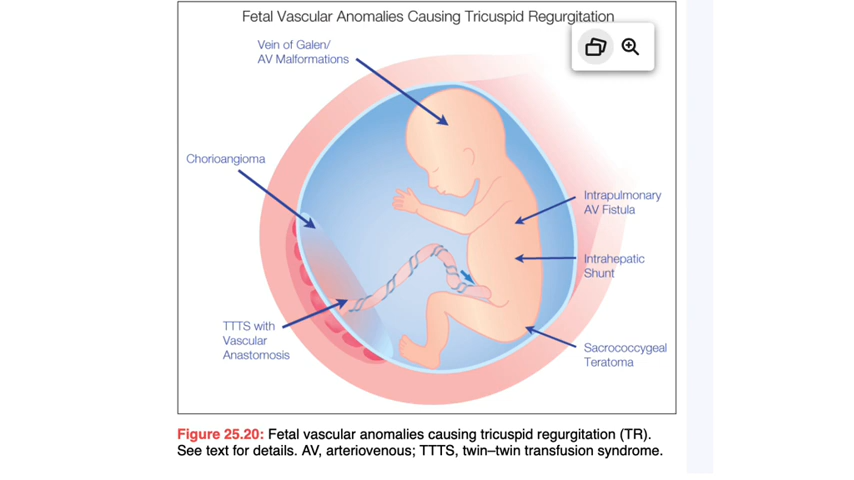 Fetal Vascular Anomalies Causing Tricuspid Regurgitation
Vein of Galen/
AV Malformations
Chorioangioma
Intrapulmonary
AV Fistula
Intrahepatic
Shunt
TTTS with
Vascular
Anastomosis
Sacrococcygeal
Teratoma
Figure 25.20: Fetal vascular anomalies causing tricuspid regurgitation (TR).
See text for details. AV, arteriovenous; TTTS, twin–twin transfusion syndrome.